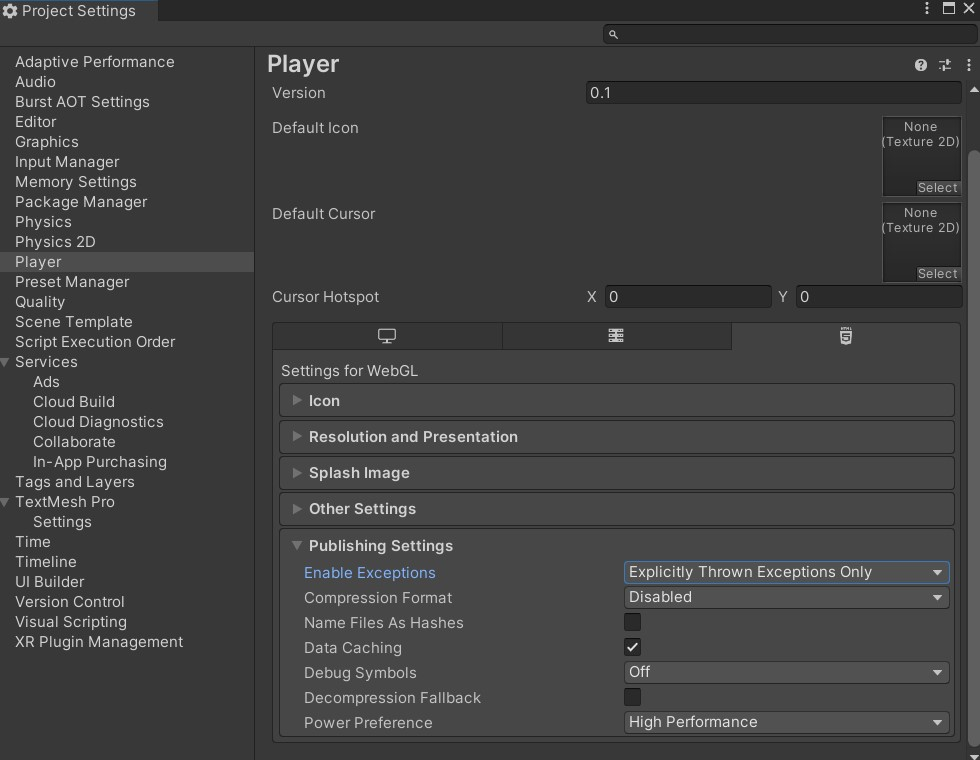 Project Settings
Adaptive Performance
Audio
Burst AOT Settings
Editor
Graphics
Input Manager
Memory Settings
Package Manager
Physics
Physics 2D
Player
Preset Manager
Quality
Scene Template
Script Execution Order
Services
Ads
Cloud Build
Cloud Diagnostics
Collaborate
In-App Purchasing
Tags and Layers
TextMesh Pro
Settings
Time
Timeline
UI Builder
Version Control
Visual Scripting
XR Plugin Management
Player
Version 0.1
Default Icon
None
(Texture 2D)
Select
Default Cursor
None
(Texture 2D)
Select
Cursor Hotspot X 0 Y 0
HTML
5
Settings for WebGL
Icon
Resolution and Presentation
Splash Image
Other Settings
Publishing Settings
Enable Exceptions Explicitly Thrown Exceptions Only
Compression Format Disabled
Name Files As Hashes
Data Caching
Debug Symbols Off
Decompression Fallback
Power Preference High Performance